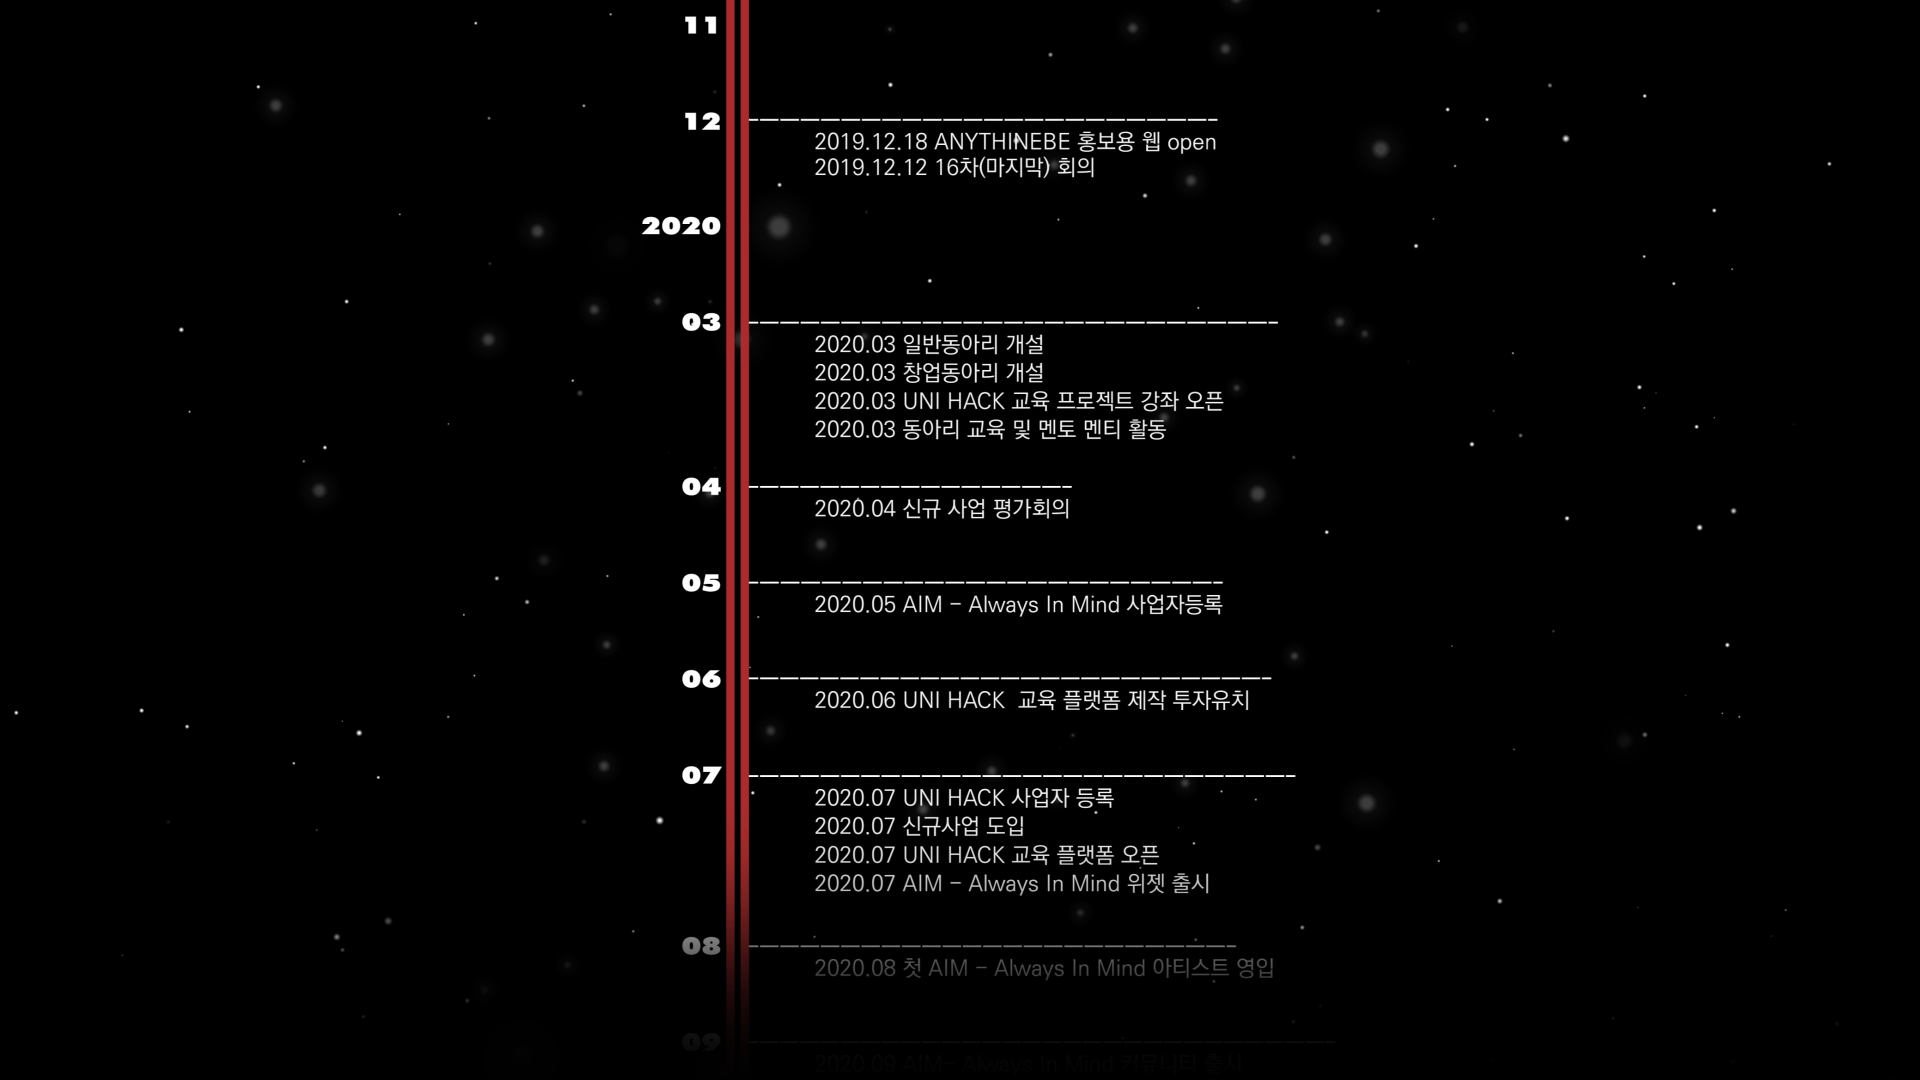 11
12
2019.12.18 ANYTHINEBE 홍보용 웹 open
2019.12.12 16차(마지막) 회의
2020
03
2020.03 일반동아리 개설
2020.03 창업동아리 개설
2020.03 UNI HACK 교육 프로젝트 강좌 오픈
2020.03 동아리 교육 및 멘토 멘티 활동
04
2020.04 신규 사업 평가회의
05
2020.05 AIM - Always In Mind 사업자등록
06
2020.06 UNI HACK 교육 플랫폼 제작 투자유치
07
2020.07 UNI HACK 사업자 등록
2020.07 신규사업 도입
2020.07 UNI HACK 교육 플랫폼 오픈
2020.07 AIM - Always In Mind 위젯 출시
08
2020.08 첫 AIM - Always In Mind 아티스트 영입
09
2020.09 AIM- Always In Mind 커뮤니티 출시